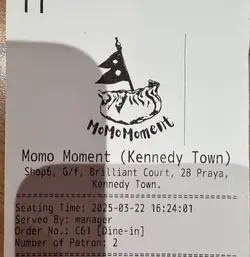 MOMOMOMENT
Momo Moment (Kennedy Town)
Shop6, G/f, Brilliant Court, 28 Praya,
Kennedy Town.
Seating Time: 2025-03-22 16:24:01
Served By: manager
Order No.: C61 [Dine-in]
Number of Patron: 2